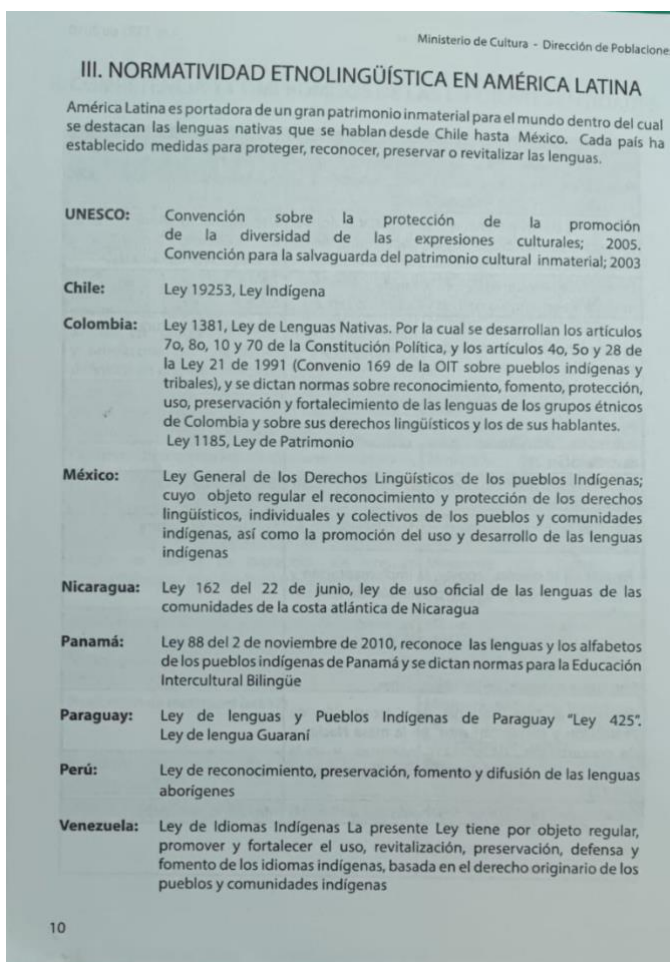 Ministerio de Cultura - Dirección de Poblacione
III. NORMATIVIDAD ETNOLINGÜÍSTICA EN AMÉRICA LATINA
América Latina es portadora de un gran patrimonio inmaterial para el mundo dentro del cual
se destacan las lenguas nativas que se hablan desde Chile hasta México. Cada país ha
establecido medidas para proteger, reconocer, preservar o revitalizar las lenguas.
UNESCO: Convención sobre la protección de la promoción
de la diversidad de las expresiones culturales; 2005.
Convención para la salvaguarda del patrimonio cultural inmaterial; 2003
Chile: Ley 19253, Ley Indígena
Colombia: Ley 1381, Ley de Lenguas Nativas. Por la cual se desarrollan los artículos
7o, 8o, 10 y 70 de la Constitución Política, y los artículos 4o, 5o y 28 de
la Ley 21 de 1991 (Convenio 169 de la OIT sobre pueblos indígenas y
tribales), y se dictan normas sobre reconocimiento, fomento, protección,
uso, preservación y fortalecimiento de las lenguas de los grupos étnicos
de Colombia y sobre sus derechos lingüísticos y los de sus hablantes.
Ley 1185, Ley de Patrimonio
México: Ley General de los Derechos Lingüísticos de los pueblos Indígenas;
cuyo objeto regular el reconocimiento y protección de los derechos
lingüísticos, individuales y colectivos de los pueblos y comunidades
indígenas, así como la promoción del uso y desarrollo de las lenguas
indígenas
Nicaragua: Ley 162 del 22 de junio, ley de uso oficial de las lenguas de las
comunidades de la costa atlántica de Nicaragua
Panamá: Ley 88 del 2 de noviembre de 2010, reconoce las lenguas y los alfabetos
de los pueblos indígenas de Panamá y se dictan normas para la Educación
Intercultural Bilingüe
Paraguay: Ley de lenguas y Pueblos Indígenas de Paraguay "Ley 425".
Ley de lengua Guaraní
Perú: Ley de reconocimiento, preservación, fomento y difusión de las lenguas
aborígenes
Venezuela: Ley de Idiomas Indígenas La presente Ley tiene por objeto regular,
promover y fortalecer el uso, revitalización, preservación, defensa y
fomento de los idiomas indígenas, basada en el derecho originario de los
pueblos y comunidades indígenas
10